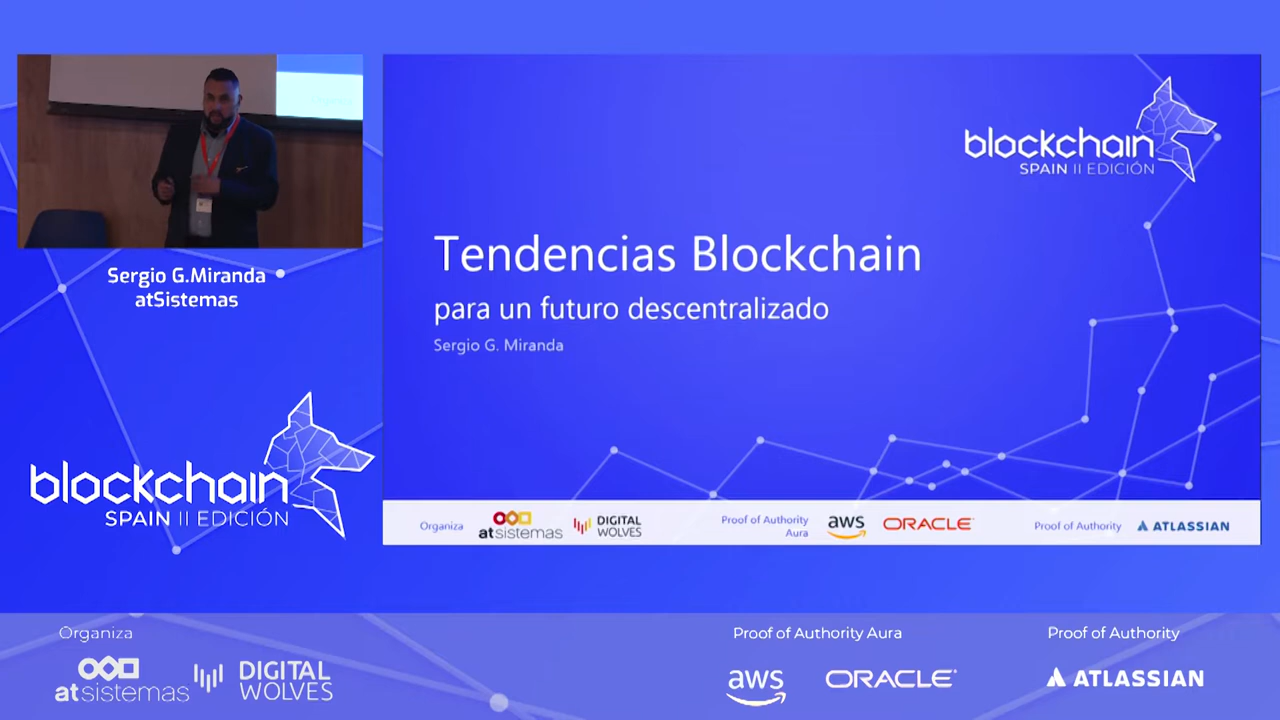 Sergio G.Miranda
atSistemas
blockchain
SPAIN II EDICIÓN
blockchain
SPAIN II EDICIÓN
Tendencias Blockchain
para un futuro descentralizado
Sergio G. Miranda
Organiza
atsistemas
DIGITAL
WOLVES
Proof of Authority
Aura
aws
ORACLE
Proof of Authority
ATLASSIAN
Organiza
atsistemas
DIGITAL
WOLVES
Proof of Authority Aura
aws
ORACLE
Proof of Authority
ATLASSIAN